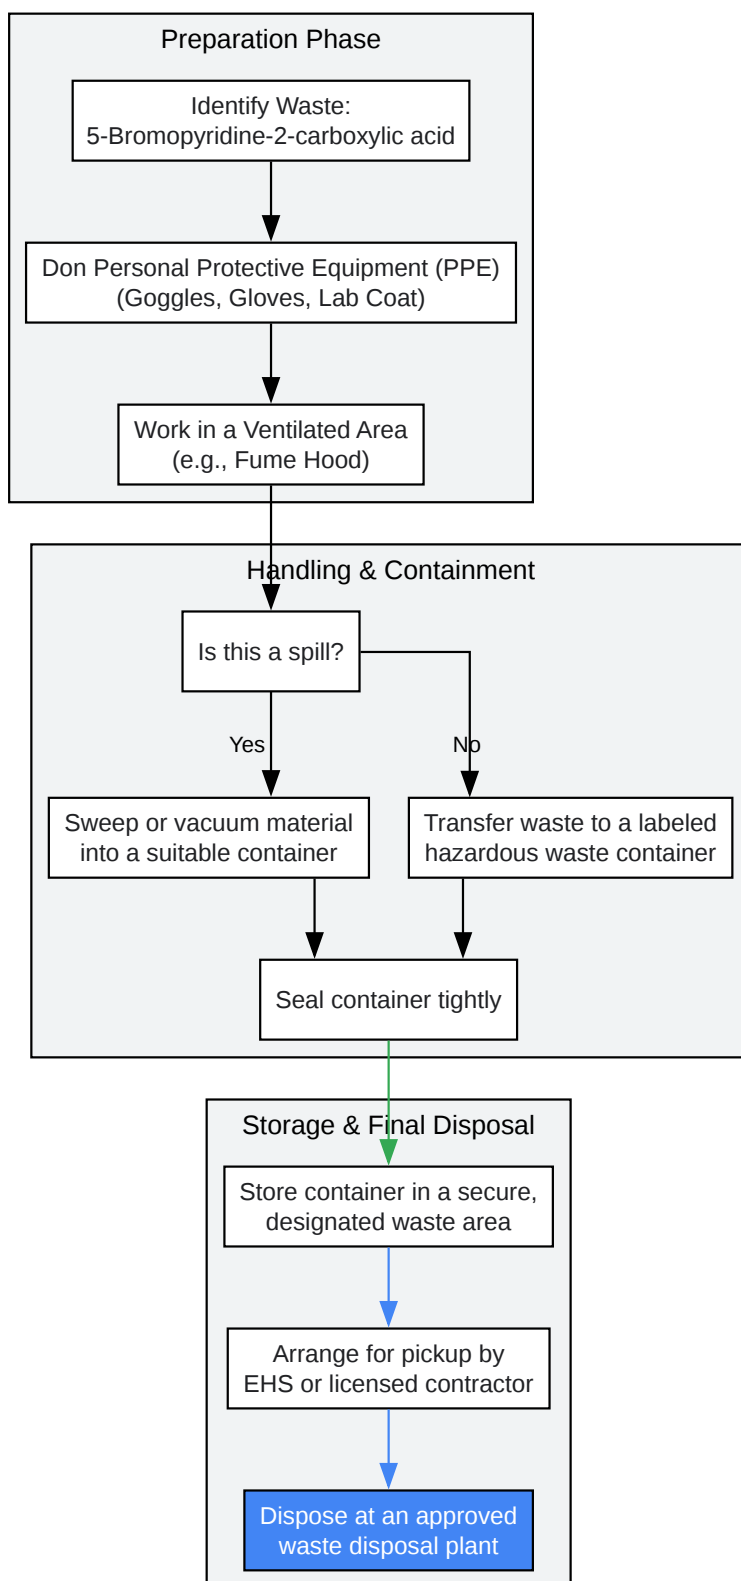 Preparation Phase
Identify Waste:
5-Bromopyridine-2-carboxylic acid
Don Personal Protective Equipment (PPE)
(Goggles, Gloves, Lab Coat)
Work in a Ventilated Area
(e.g., Fume Hood)
Handling & Containment
Is this a spill?
Yes
No
Sweep or vacuum material
into a suitable container
Transfer waste to a labeled
hazardous waste container
Seal container tightly
Storage & Final Disposal
Store container in a secure,
designated waste area
Arrange for pickup by
EHS or licensed contractor
Dispose at an approved
waste disposal plant